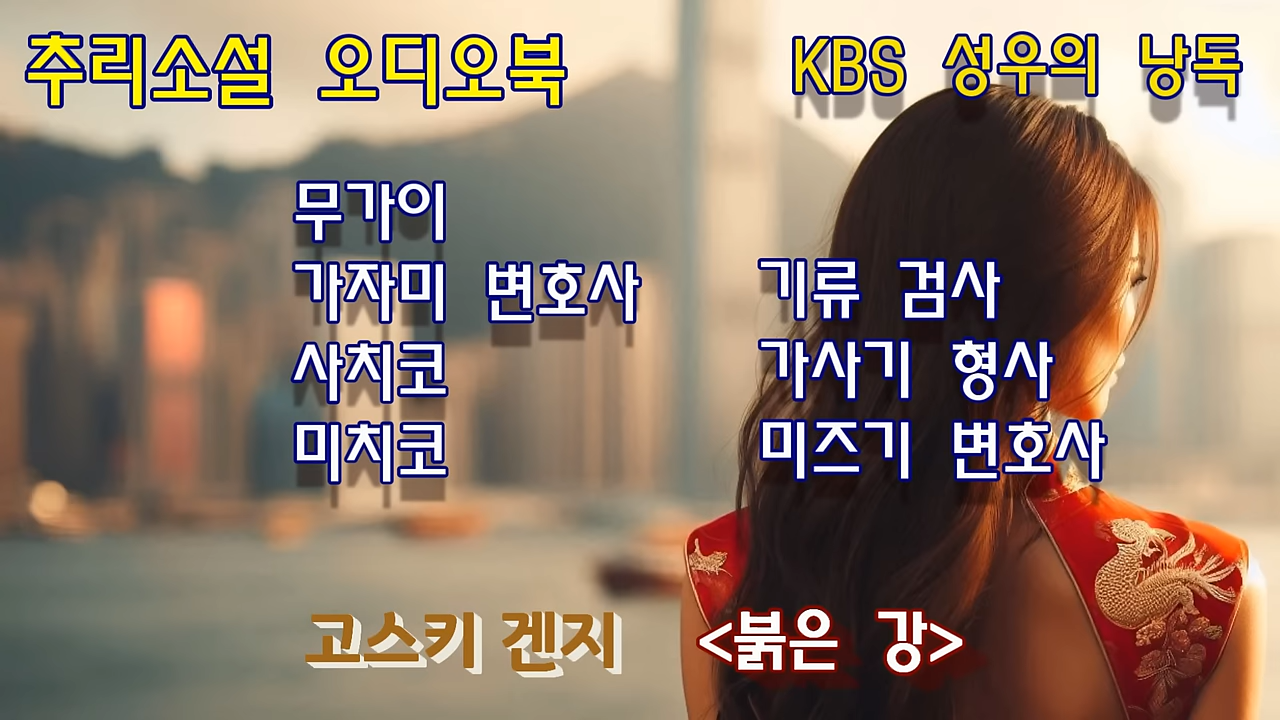 추리소설 오디오북
KBS 성우의 낭독
무가이
가자미 변호사
기류 검사
사치코
가사기 형사
미치코
미즈기 변호사
고스키 겐지
<붉은 강>